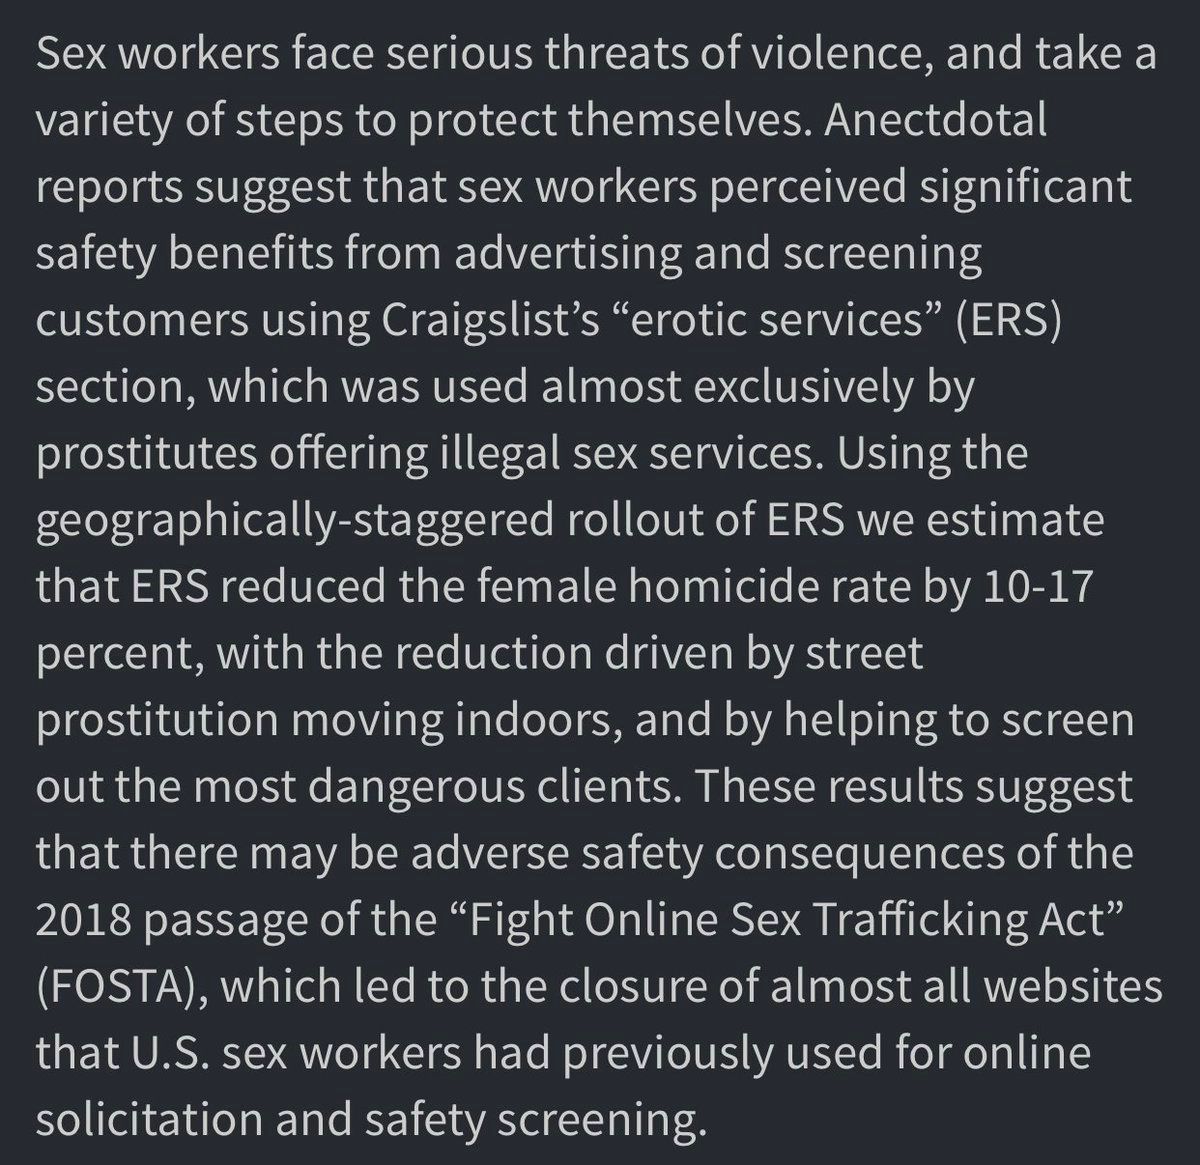 Sex workers face serious threats of violence, and take a
variety of steps to protect themselves. Anectdotal
reports suggest that sex workers perceived significant
safety benefits from advertising and screening
customers using Craigslist’s “erotic services” (ERS)
section, which was used almost exclusively by
prostitutes offering illegal sex services. Using the
geographically-staggered rollout of ERS we estimate
that ERS reduced the female homicide rate by 10-17
percent, with the reduction driven by street
prostitution moving indoors, and by helping to screen
out the most dangerous clients. These results suggest
that there may be adverse safety consequences of the
2018 passage of the “Fight Online Sex Trafficking Act”
(FOSTA), which led to the closure of almost all websites
that U.S. sex workers had previously used for online
solicitation and safety screening.